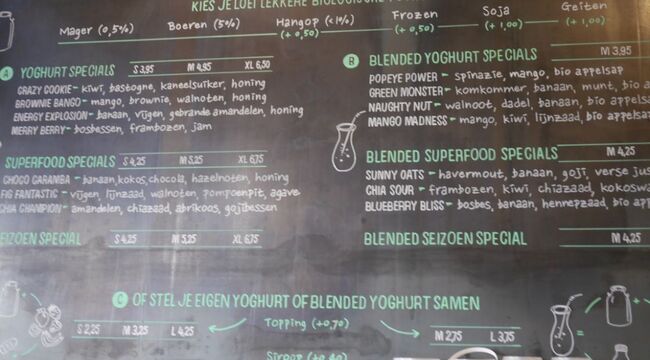 KIES JE LOEI LEKKERE BIOLOGISCHE
Mager (0,5%) Boeren (5%) Hangop (<1%) Frozen Soja Geiten
(+ 0,50) (+ 0,50) (+ 1,00) (+ 1,00)
A YOGHURT SPECIALS S 3,95 M 4,95 XL 6,50
CRAZY COOKIE - kiwi, bastogne, kaneelsuiker, honing
BROWNIE BANGO - mango, brownie, walnoten, honing
ENERGY EXPLOSION - banaan, vijgen, gebrande amandelen, honing
MERRY BERRY - bosbessen, frambozen, jam
SUPERFOOD SPECIALS S 4,25 M 5,25 XL 6,75
CHOCO CARAMBA - banaan, kokos, chocola, hazelnoten, honing
FIG FANTASTIC - vijgen, lijnzaad, walnoten, pompoenpit, agave
CHIA CHAMPION - amandelen, chiazaad, abrikoos, gojibessen
SEIZOEN SPECIAL S 4,25 M 5,25 XL 6,75
B BLENDED YOGHURT SPECIALS M 3,95
POPEYE POWER - spinazie, mango, bio appelsap
GREEN MONSTER - komkommer, banaan, munt, bio
NAUGHTY NUT - walnoot, dadel, banaan, bio appelsa
MANGO MADNESS - mango, kiwi, lijnzaad, bio appelsap
BLENDED SUPERFOOD SPECIALS M 4,25
SUNNY OATS - havermout, banaan, goji, verse jus
CHIA SOUR - frambozen, kiwi, chiazaad, kokoswa
BLUEBERRY BLISS - bosbes, banaan, hennepzaad, bio app
BLENDED SEIZOEN SPECIAL M 4,25
C OF STEL JE EIGEN YOGHURT OF BLENDED YOGHURT SAMEN
S 2,25 M 3,25 L 4,25 Topping (+0,70) M 2,75 L 3,75
Siroop (+0,40)